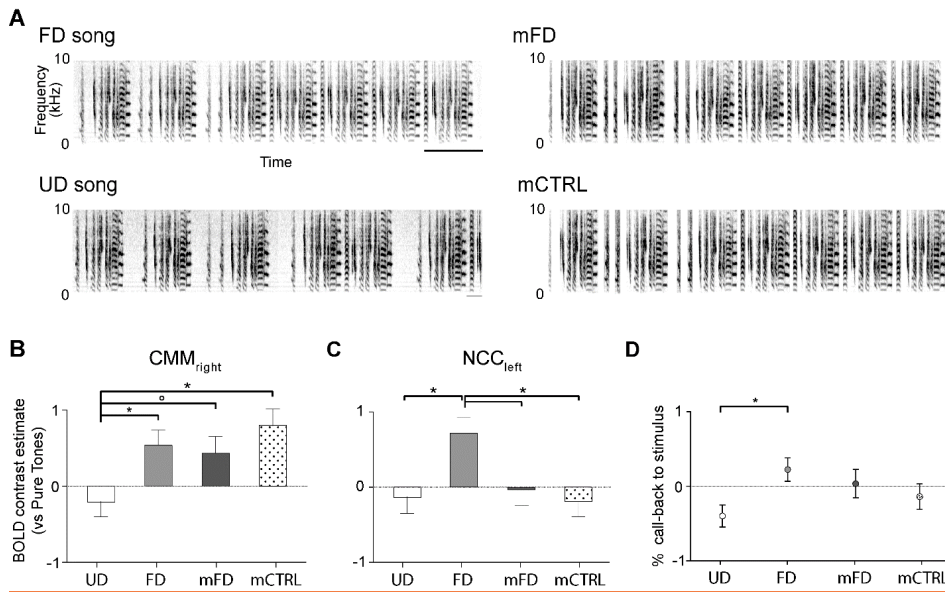 A
FD song
mFD
10
Frequency
(kHz)
0
Time
10
0
UD song
mCTRL
10
0
10
0
B
CMMright
*
°
*
BOLD contrast estimate
(vs Pure Tones)
1
0
-1
UD FD mFD mCTRL
C
NCCleft
* *
1
0
-1
UD FD mFD mCTRL
D
*
% call-back to stimulus
1
0
-1
UD FD mFD mCTRL